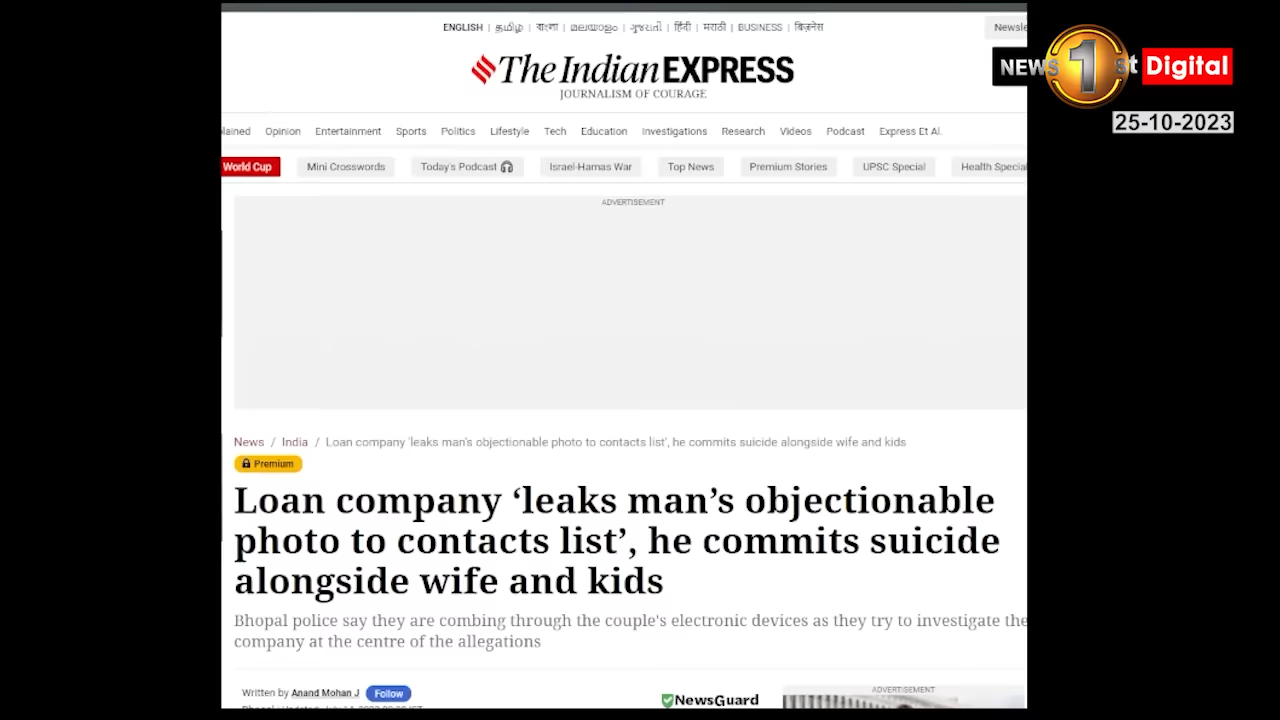 ENGLISH | தமிழ் | বাংলা | മലയാളം | ગુજરાતી | हिंदी | मराठी | BUSINESS | बिज़नेस
Newsle
The Indian EXPRESS
JOURNALISM OF COURAGE
NEWS 1st Digital
25-10-2023
lained Opinion Entertainment Sports Politics Lifestyle Tech Education Investigations Research Videos Podcast Express Et Al.
World Cup Mini Crosswords Today's Podcast Israel-Hamas War Top News Premium Stories UPSC Special Health Special
ADVERTISEMENT
News / India / Loan company 'leaks man's objectionable photo to contacts list', he commits suicide alongside wife and kids
Premium
Loan company ‘leaks man’s objectionable
photo to contacts list’, he commits suicide
alongside wife and kids
Bhopal police say they are combing through the couple's electronic devices as they try to investigate the
company at the centre of the allegations
Written by Anand Mohan J Follow
NewsGuard
ADVERTISEMENT